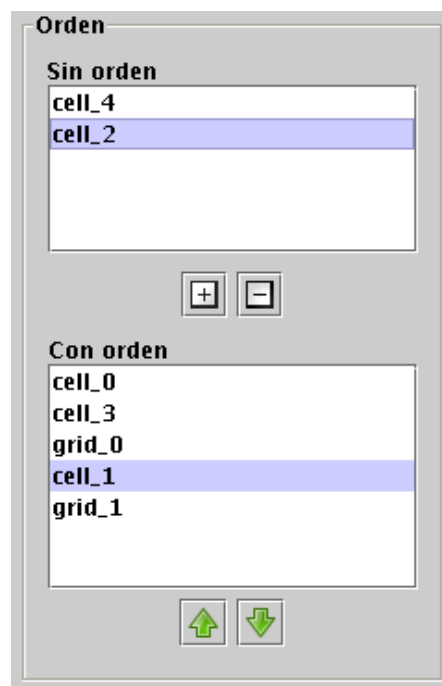 Orden
Sin orden
cell_4
cell_2
Con orden
cell_0
cell_3
grid_0
cell_1
grid_1